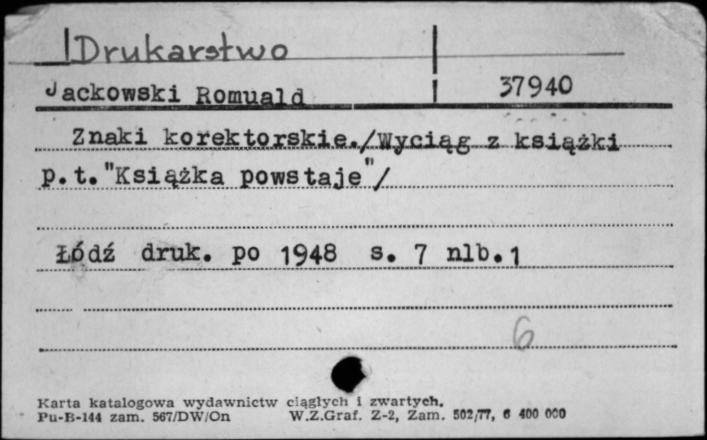 Drukarstwo
Jackowski Romuald 37940
Znaki korektorskie./Wyciąg z książki
p.t."Książka powstaje"/
Łódź druk. po 1948 s. 7 nlb.1
6
Karta katalogowa wydawnictw ciągłych i zwartych.
Pu-B-144 zam. 567/DW/On W.Z.Graf. Z-2, Zam. 502/77, 6 400 000